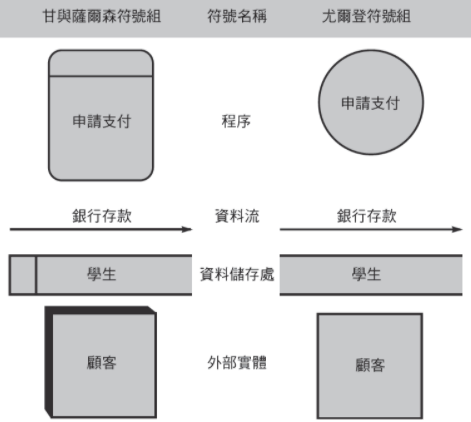 甘與薩爾森符號組 符號名稱 尤爾登符號組
申請支付 程序 申請支付
銀行存款 資料流 銀行存款
學生 資料儲存處 學生
顧客 外部實體 顧客